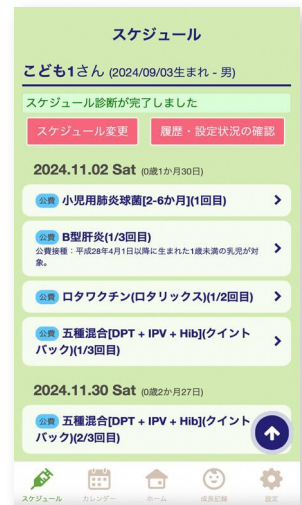 スケジュール
こども1さん (2024/09/03生まれ - 男)
スケジュール診断が完了しました
スケジュール変更
履歴・設定状況の確認
2024.11.02 Sat (0歳1か月30日)
公費 小児用肺炎球菌[2-6か月](1回目)
公費 B型肝炎(1/3回目)
公費接種：平成28年4月1日以降に生まれた1歳未満の乳児が対
象。
公費 ロタワクチン(ロタリックス)(1/2回目)
公費 五種混合[DPT + IPV + Hib](クイント
バック)(1/3回目)
2024.11.30 Sat (0歳2か月27日)
公費 五種混合[DPT + IPV + Hib](クイント
バック)(2/3回目)
スケジュール
カレンダー
ホーム
成長記録
設定